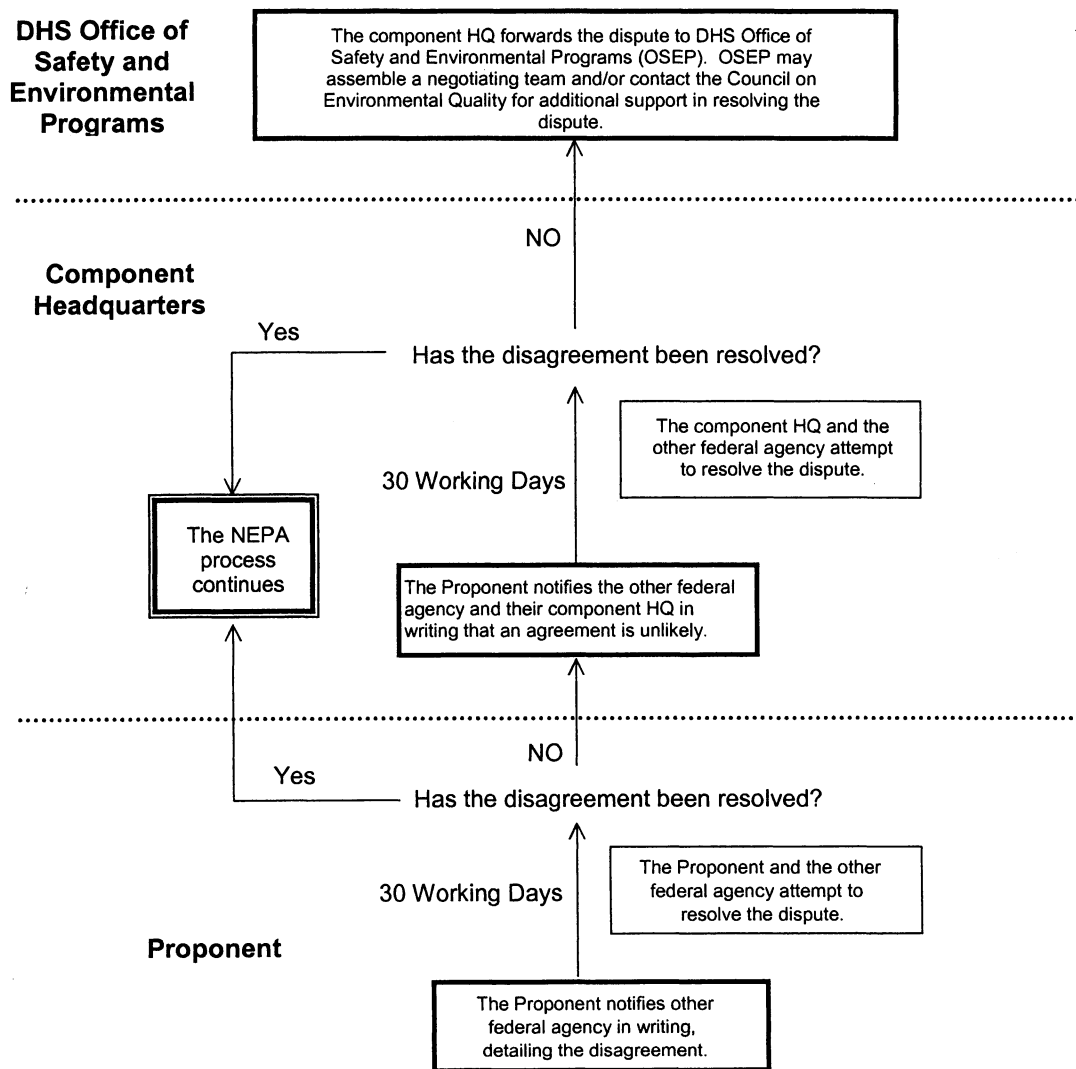 DHS Office of
Safety and
Environmental
Programs
The component HQ forwards the dispute to DHS Office of
Safety and Environmental Programs (OSEP). OSEP may
assemble a negotiating team and/or contact the Council on
Environmental Quality for additional support in resolving the
dispute.
NO
Component
Headquarters
Yes
Has the disagreement been resolved?
The component HQ and the
other federal agency attempt
to resolve the dispute.
30 Working Days
The NEPA
process
continues
The Proponent notifies the other federal
agency and their component HQ in
writing that an agreement is unlikely.
NO
Yes
Has the disagreement been resolved?
The Proponent and the other
federal agency attempt to
resolve the dispute.
30 Working Days
Proponent
The Proponent notifies other
federal agency in writing,
detailing the disagreement.